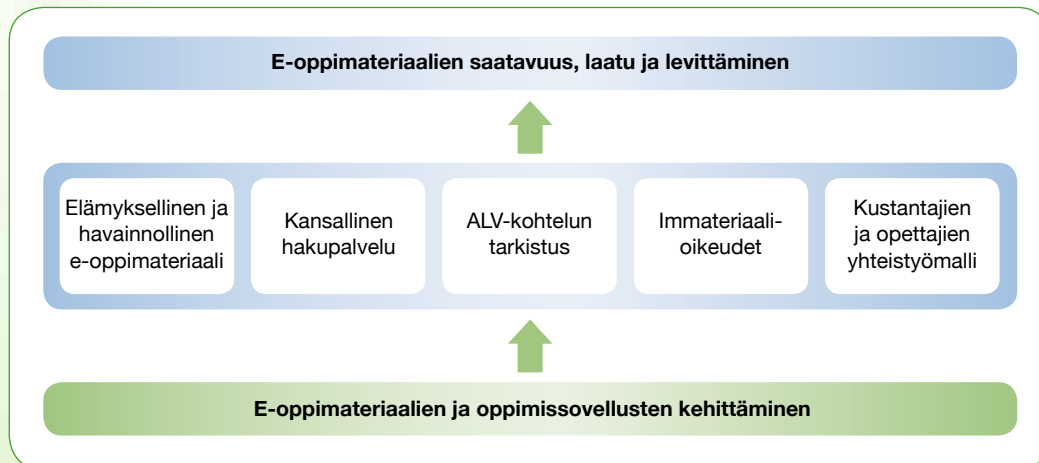 E-oppimateriaalien saatavuus, laatu ja levittäminen
Elämyksellinen ja
havainnollinen
e-oppimateriaali
Kansallinen
hakupalvelu
ALV-kohtelun
tarkistus
Immateriaali-
oikeudet
Kustantajien
ja opettajien
yhteistyömalli
E-oppimateriaalien ja oppimissovellusten kehittäminen